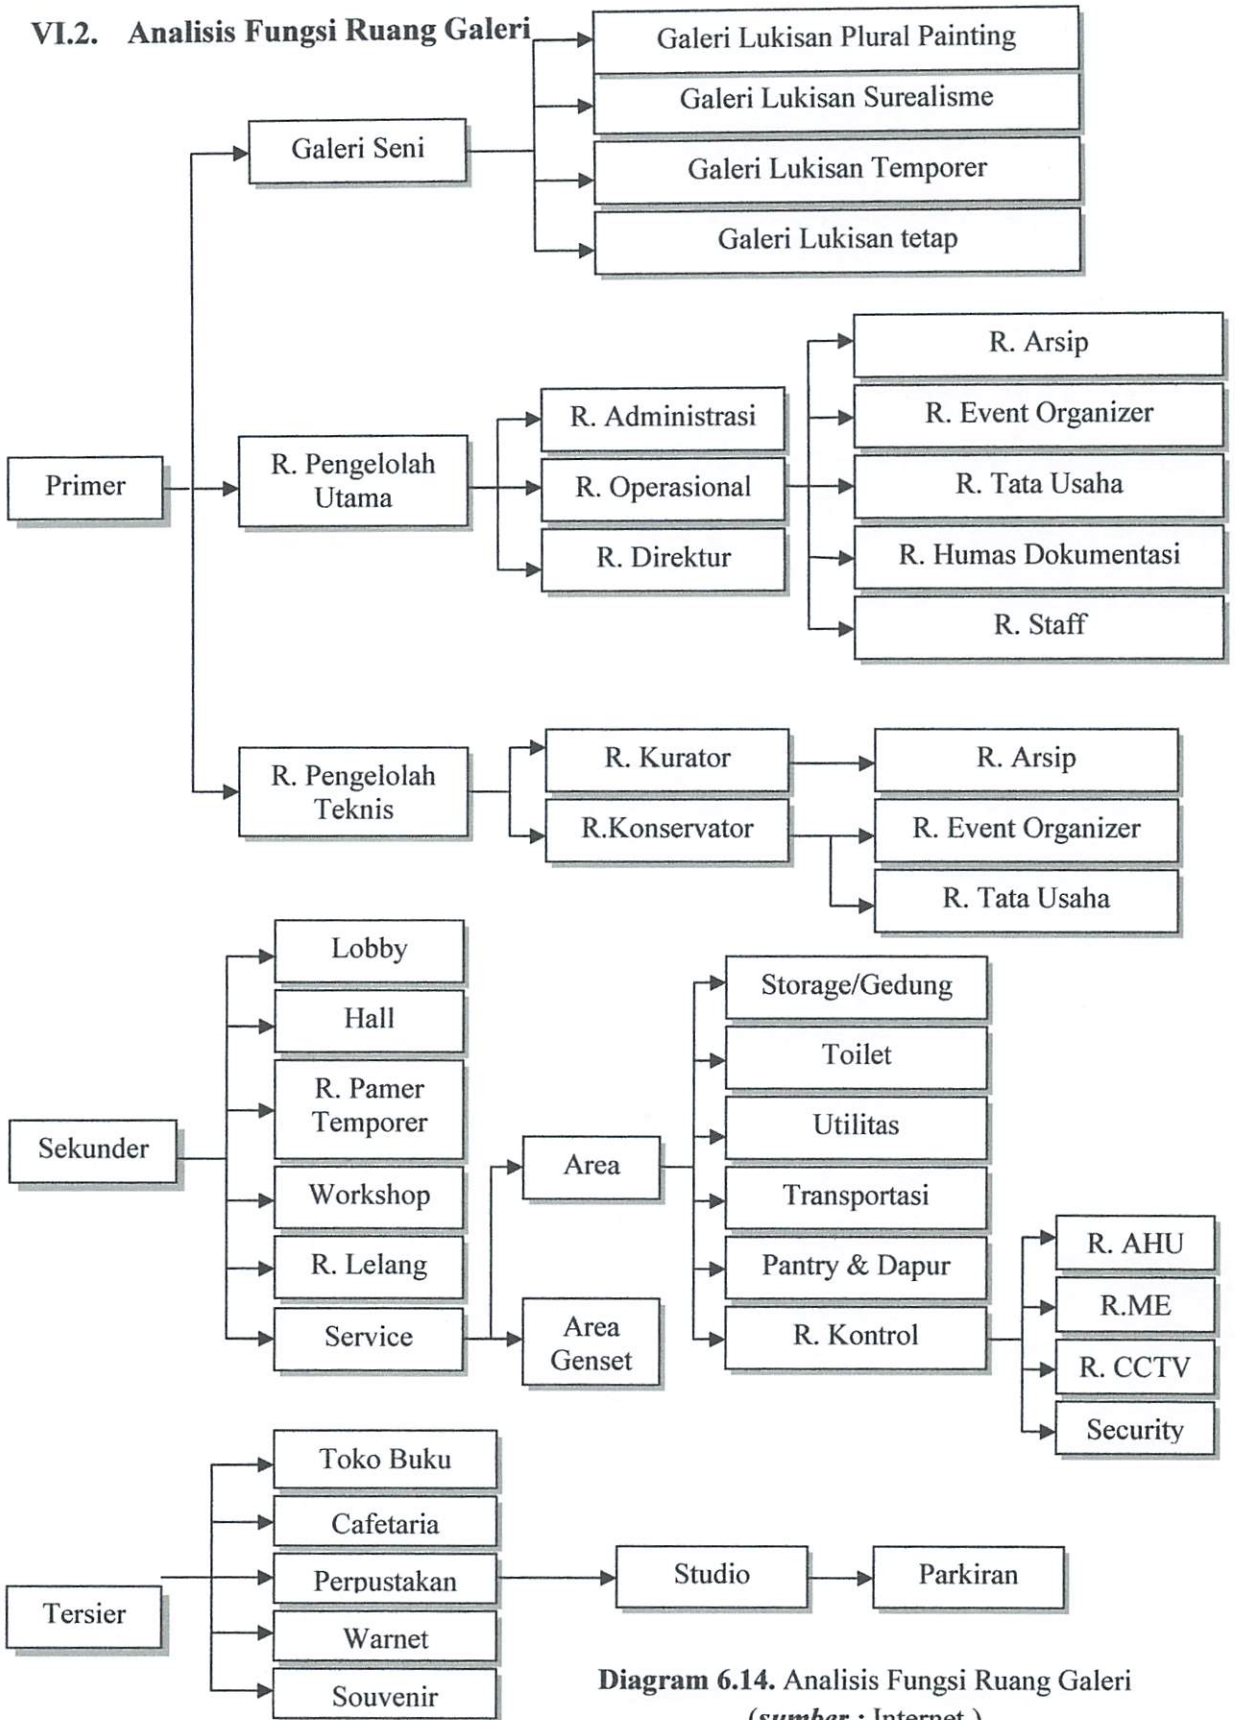 VI.2. Analisis Fungsi Ruang Galeri
Galeri Lukisan Plural Painting
Galeri Lukisan Surealisme
Galeri Seni
Galeri Lukisan Temporer
Galeri Lukisan tetap
Primer
R. Pengelolah
Utama
R. Administrasi
R. Operasional
R. Direktur
R. Arsip
R. Event Organizer
R. Tata Usaha
R. Humas Dokumentasi
R. Staff
R. Pengelolah
Teknis
R. Kurator
R.Konservator
R. Arsip
R. Event Organizer
R. Tata Usaha
Sekunder
Lobby
Hall
R. Pamer
Temporer
Workshop
R. Lelang
Service
Area
Area
Genset
Storage/Gedung
Toilet
Utilitas
Transportasi
Pantry & Dapur
R. Kontrol
R. AHU
R.ME
R. CCTV
Security
Tersier
Toko Buku
Cafetaria
Perpustakan
Warnet
Souvenir
Studio
Parkiran
Diagram 6.14. Analisis Fungsi Ruang Galeri
(sumber : Internet )